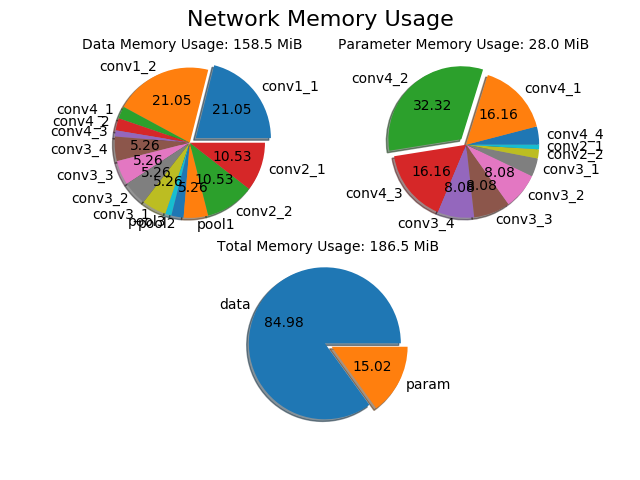 Network Memory Usage
Data Memory Usage: 158.5 MiB
conv1_1
21.05
conv1_2
21.05
conv4_1
conv4_2
conv4_3
conv3_4
5.26
conv3_3
5.26
conv3_2
5.26
conv3_1
5.26
pool3
pool2
pool1
5.26
conv2_2
10.53
conv2_1
10.53
Parameter Memory Usage: 28.0 MiB
conv4_4
conv4_1
16.16
conv4_2
32.32
conv4_3
16.16
conv3_4
8.08
conv3_3
8.08
conv3_2
8.08
conv3_1
conv2_2
conv2_1
Total Memory Usage: 186.5 MiB
data
84.98
param
15.02